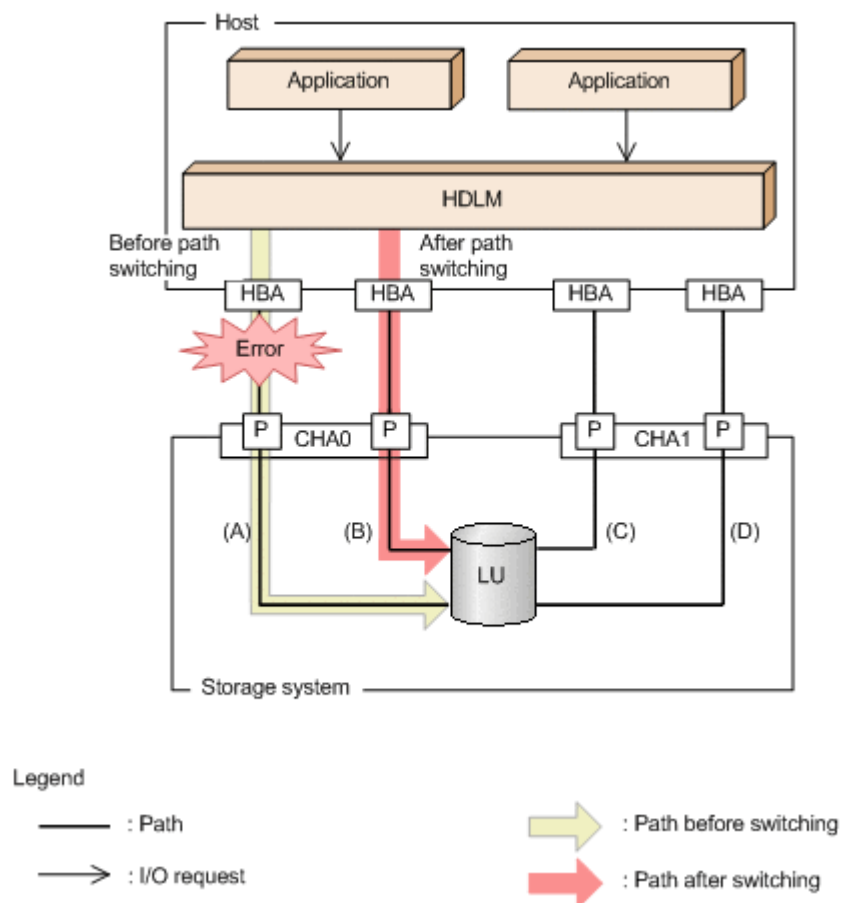 Host
Application
Application
HDLM
Before path
switching
After path
switching
HBA
HBA
HBA
HBA
Error
P
CHA0
P
P
CHA1
P
(A)
(B)
(C)
(D)
LU
Storage system
Legend
: Path
: Path before switching
: I/O request
: Path after switching